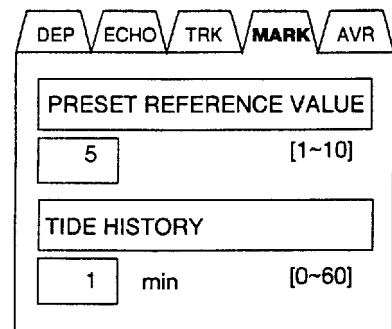 DEP ECHO TRK MARK AVR
PRESET REFERENCE VALUE
5 [1~10]
TIDE HISTORY
1 min [0~60]